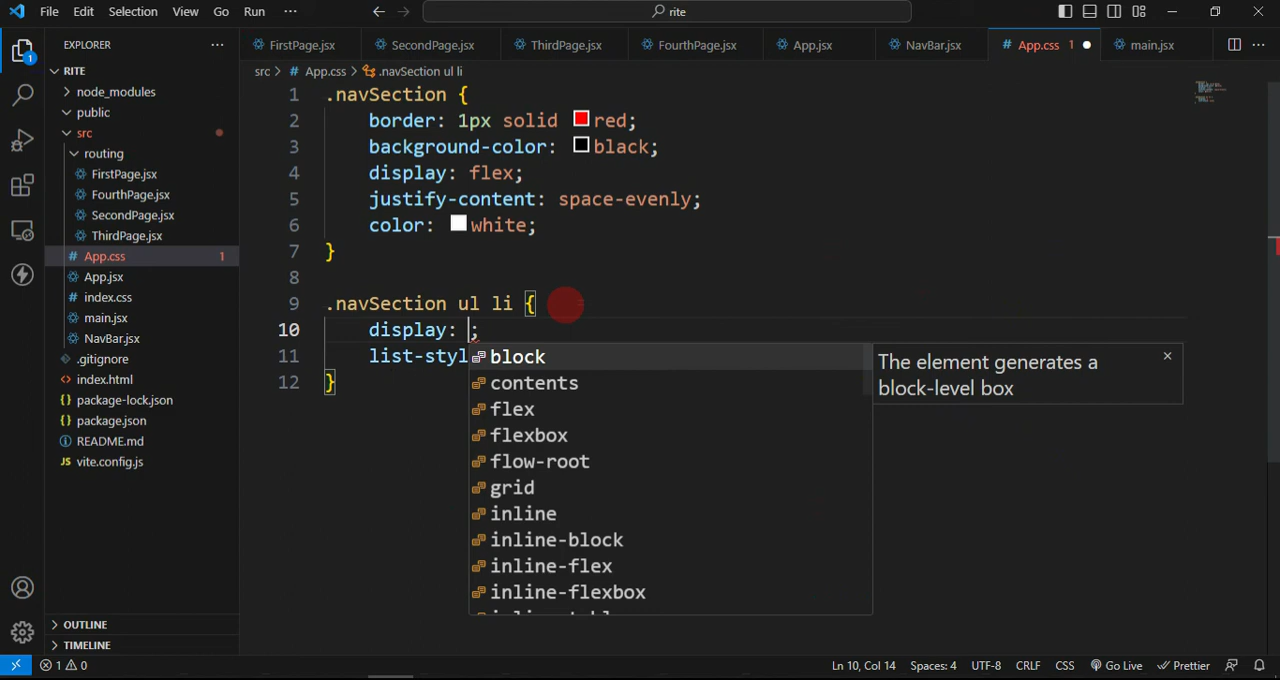 File Edit Selection View Go Run ··· rite
EXPLORER ···
RITE
node_modules
public
src
routing
FirstPage.jsx
FourthPage.jsx
SecondPage.jsx
ThirdPage.jsx
# App.css 1
App.jsx
# index.css
main.jsx
NavBar.jsx
.gitignore
<> index.html
{} package-lock.json
{} package.json
README.md
JS vite.config.js
OUTLINE
TIMELINE
FirstPage.jsx SecondPage.jsx ThirdPage.jsx FourthPage.jsx App.jsx NavBar.jsx # App.css 1 main.jsx ···
src > # App.css > .navSection ul li
1 .navSection {
2 border: 1px solid red;
3 background-color: black;
4 display: flex;
5 justify-content: space-evenly;
6 color: white;
7 }
8
9 .navSection ul li {
10 display: ;
11 list-styl
12 }
block
contents
flex
flexbox
flow-root
grid
inline
inline-block
inline-flex
inline-flexbox
The element generates a
block-level box
1 0 Ln 10, Col 14 Spaces: 4 UTF-8 CRLF CSS Go Live Prettier